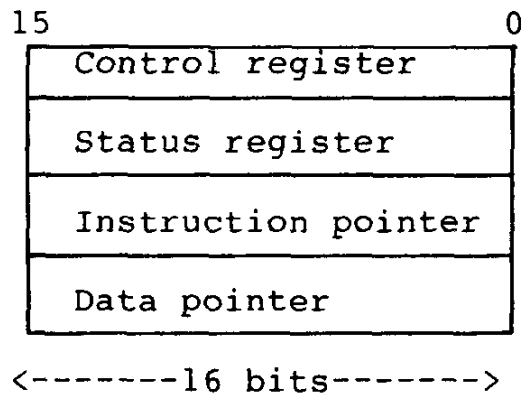 15 0
Control register
Status register
Instruction pointer
Data pointer
<-------16 bits------->